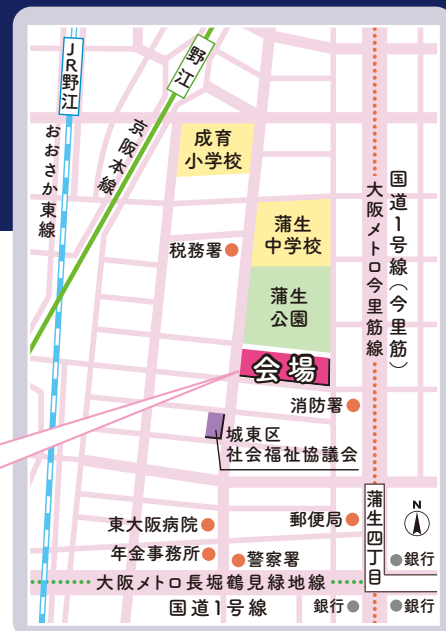 JR野江
おおさか東線
野江
京阪本線
成育
小学校
蒲生
中学校
税務署
蒲生
公園
会場
大阪メトロ今里筋線
国道1号線(今里筋)
消防署
城東区
社会福祉協議会
東大阪病院
郵便局
年金事務所
警察署
蒲生四丁目
N
銀行
大阪メトロ長堀鶴見緑地線
国道1号線
銀行
銀行